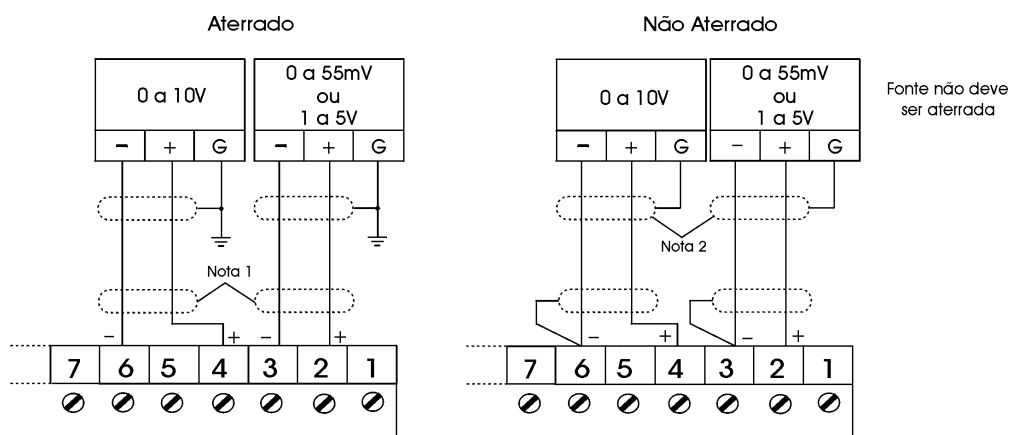 Aterrado
Não Aterrado
0 a 10V
0 a 55mV
ou
1 a 5V
0 a 10V
0 a 55mV
ou
1 a 5V
Fonte não deve
ser aterrada
− + G − + G
− + G − + G
Nota 1
Nota 2
− + − +
− + − +
7 6 5 4 3 2 1
7 6 5 4 3 2 1